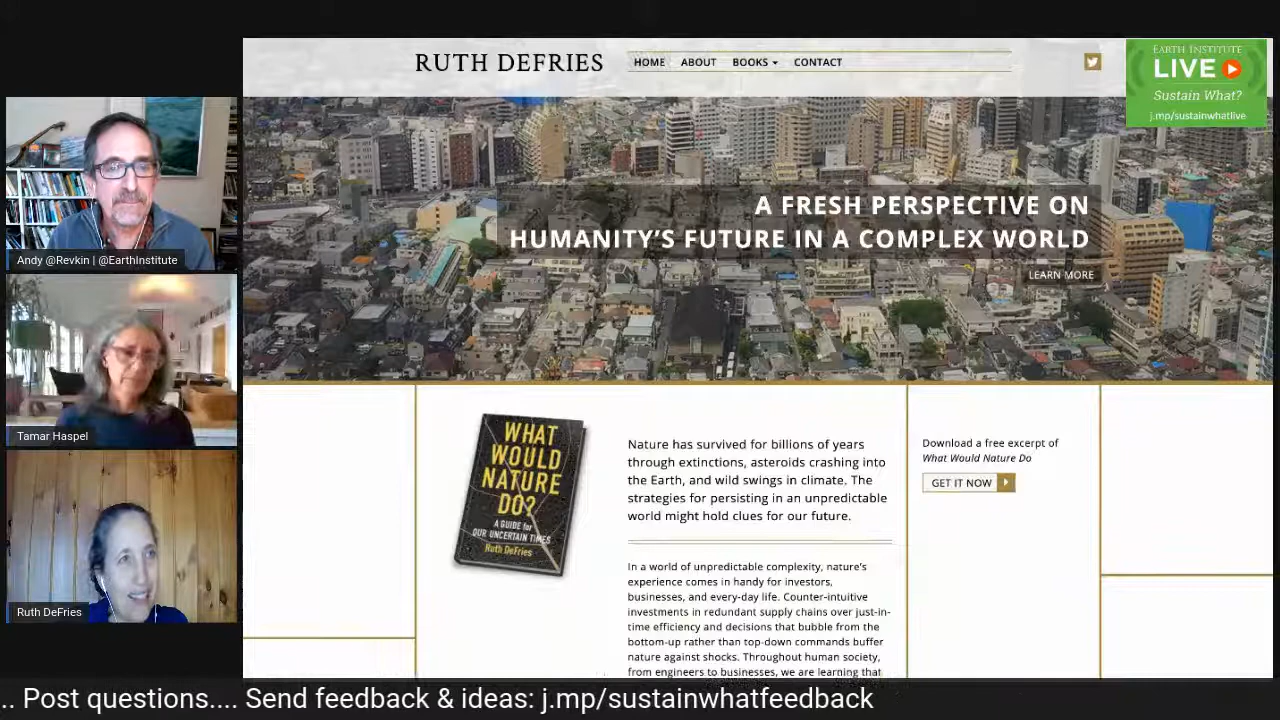 RUTH DEFRIES
HOME ABOUT BOOKS CONTACT
EARTH INSTITUTE
LIVE
Sustain What?
j.mp/sustainwhatlive
A FRESH PERSPECTIVE ON
HUMANITY'S FUTURE IN A COMPLEX WORLD
LEARN MORE
Andy @Revkin | @EarthInstitute
Tamar Haspel
Ruth DeFries
WHAT
WOULD
NATURE
DO?
A GUIDE for
OUR UNCERTAIN TIMES
Ruth DeFries
Nature has survived for billions of years
through extinctions, asteroids crashing into
the Earth, and wild swings in climate. The
strategies for persisting in an unpredictable
world might hold clues for our future.
In a world of unpredictable complexity, nature's
experience comes in handy for investors,
businesses, and every-day life. Counter-intuitive
investments in redundant supply chains over just-in-
time efficiency and decisions that bubble from the
bottom-up rather than top-down commands buffer
nature against shocks. Throughout human society,
from engineers to businesses, we are learning that
Download a free excerpt of
What Would Nature Do
GET IT NOW
.. Post questions.... Send feedback & ideas: j.mp/sustainwhatfeedback